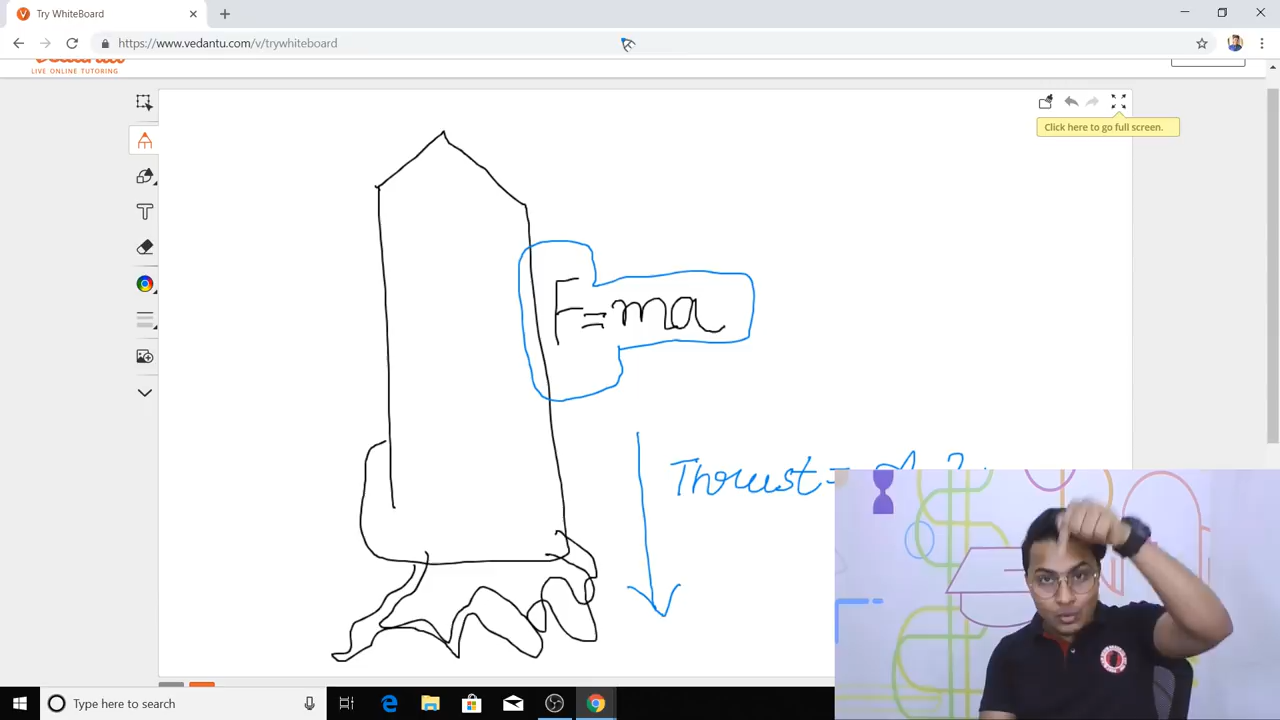 Try WhiteBoard
https://www.vedantu.com/v/trywhiteboard
LIVE ONLINE TUTORING
Click here to go full screen.
F=ma
Thrust=
Type here to search